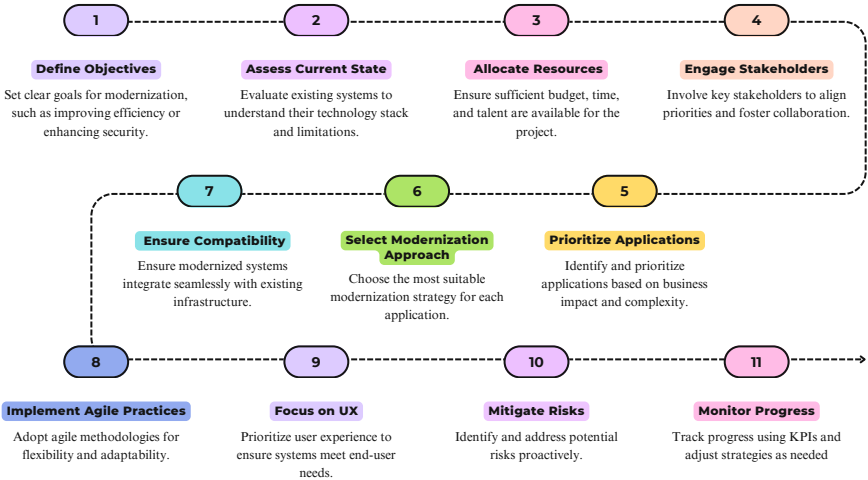 1
Define Objectives
Set clear goals for modernization,
such as improving efficiency or
enhancing security.
2
Assess Current State
Evaluate existing systems to
understand their technology stack
and limitations.
3
Allocate Resources
Ensure sufficient budget, time,
and talent are available for the
project.
4
Engage Stakeholders
Involve key stakeholders to align
priorities and foster collaboration.
5
Prioritize Applications
Identify and prioritize
applications based on business
impact and complexity.
6
Select Modernization
Approach
Choose the most suitable
modernization strategy for each
application.
7
Ensure Compatibility
Ensure modernized systems
integrate seamlessly with existing
infrastructure.
8
Implement Agile Practices
Adopt agile methodologies for
flexibility and adaptability.
9
Focus on UX
Prioritize user experience to
ensure systems meet end-user
needs.
10
Mitigate Risks
Identify and address potential
risks proactively.
11
Monitor Progress
Track progress using KPIs and
adjust strategies as needed